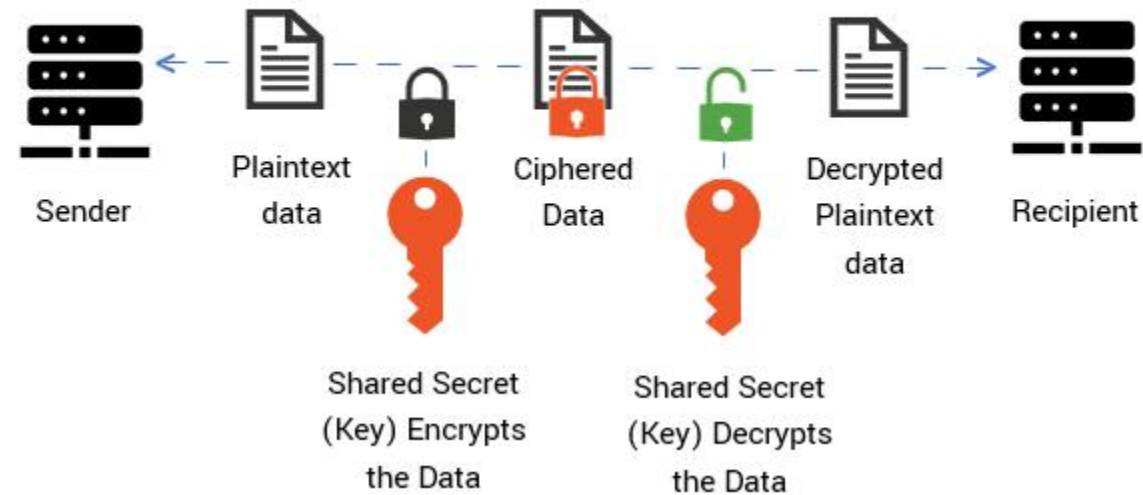 Sender
Plaintext
data
Ciphered
Data
Decrypted
Plaintext
data
Recipient
Shared Secret
(Key) Encrypts
the Data
Shared Secret
(Key) Decrypts
the Data